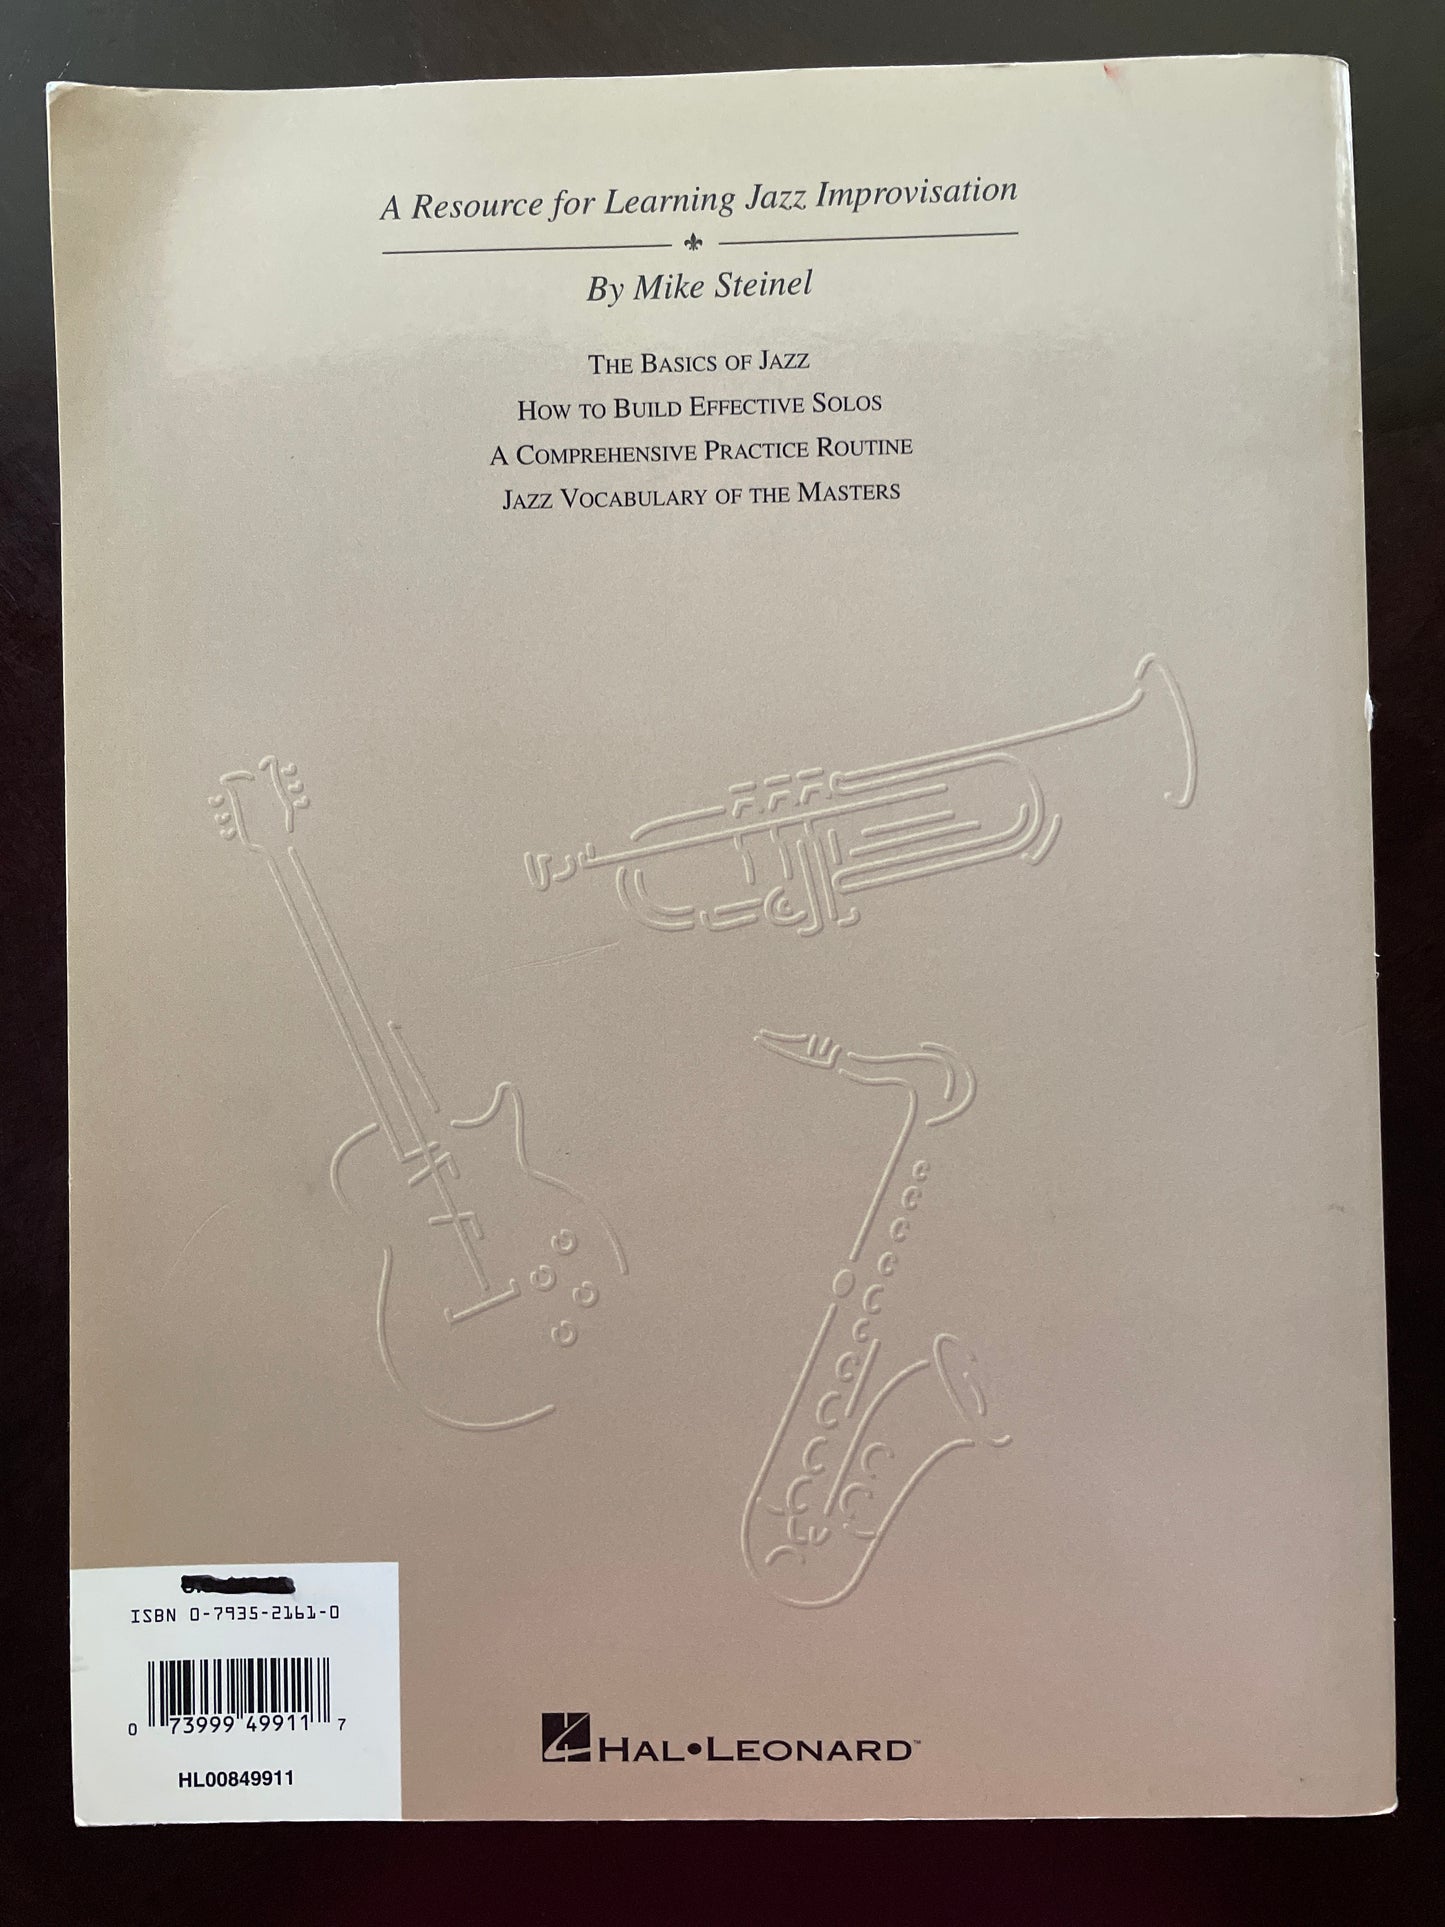 A Resource for Learning Jazz Improvisation
By Mike Steinel
THE BASICS OF JAZZ
HOW TO BUILD EFFECTIVE SOLOS
A COMPREHENSIVE PRACTICE ROUTINE
JAZZ VOCABULARY OF THE MASTERS
ISBN 0-7935-2161-0
0 73999 49911 7
HL00849911
HAL•LEONARD™